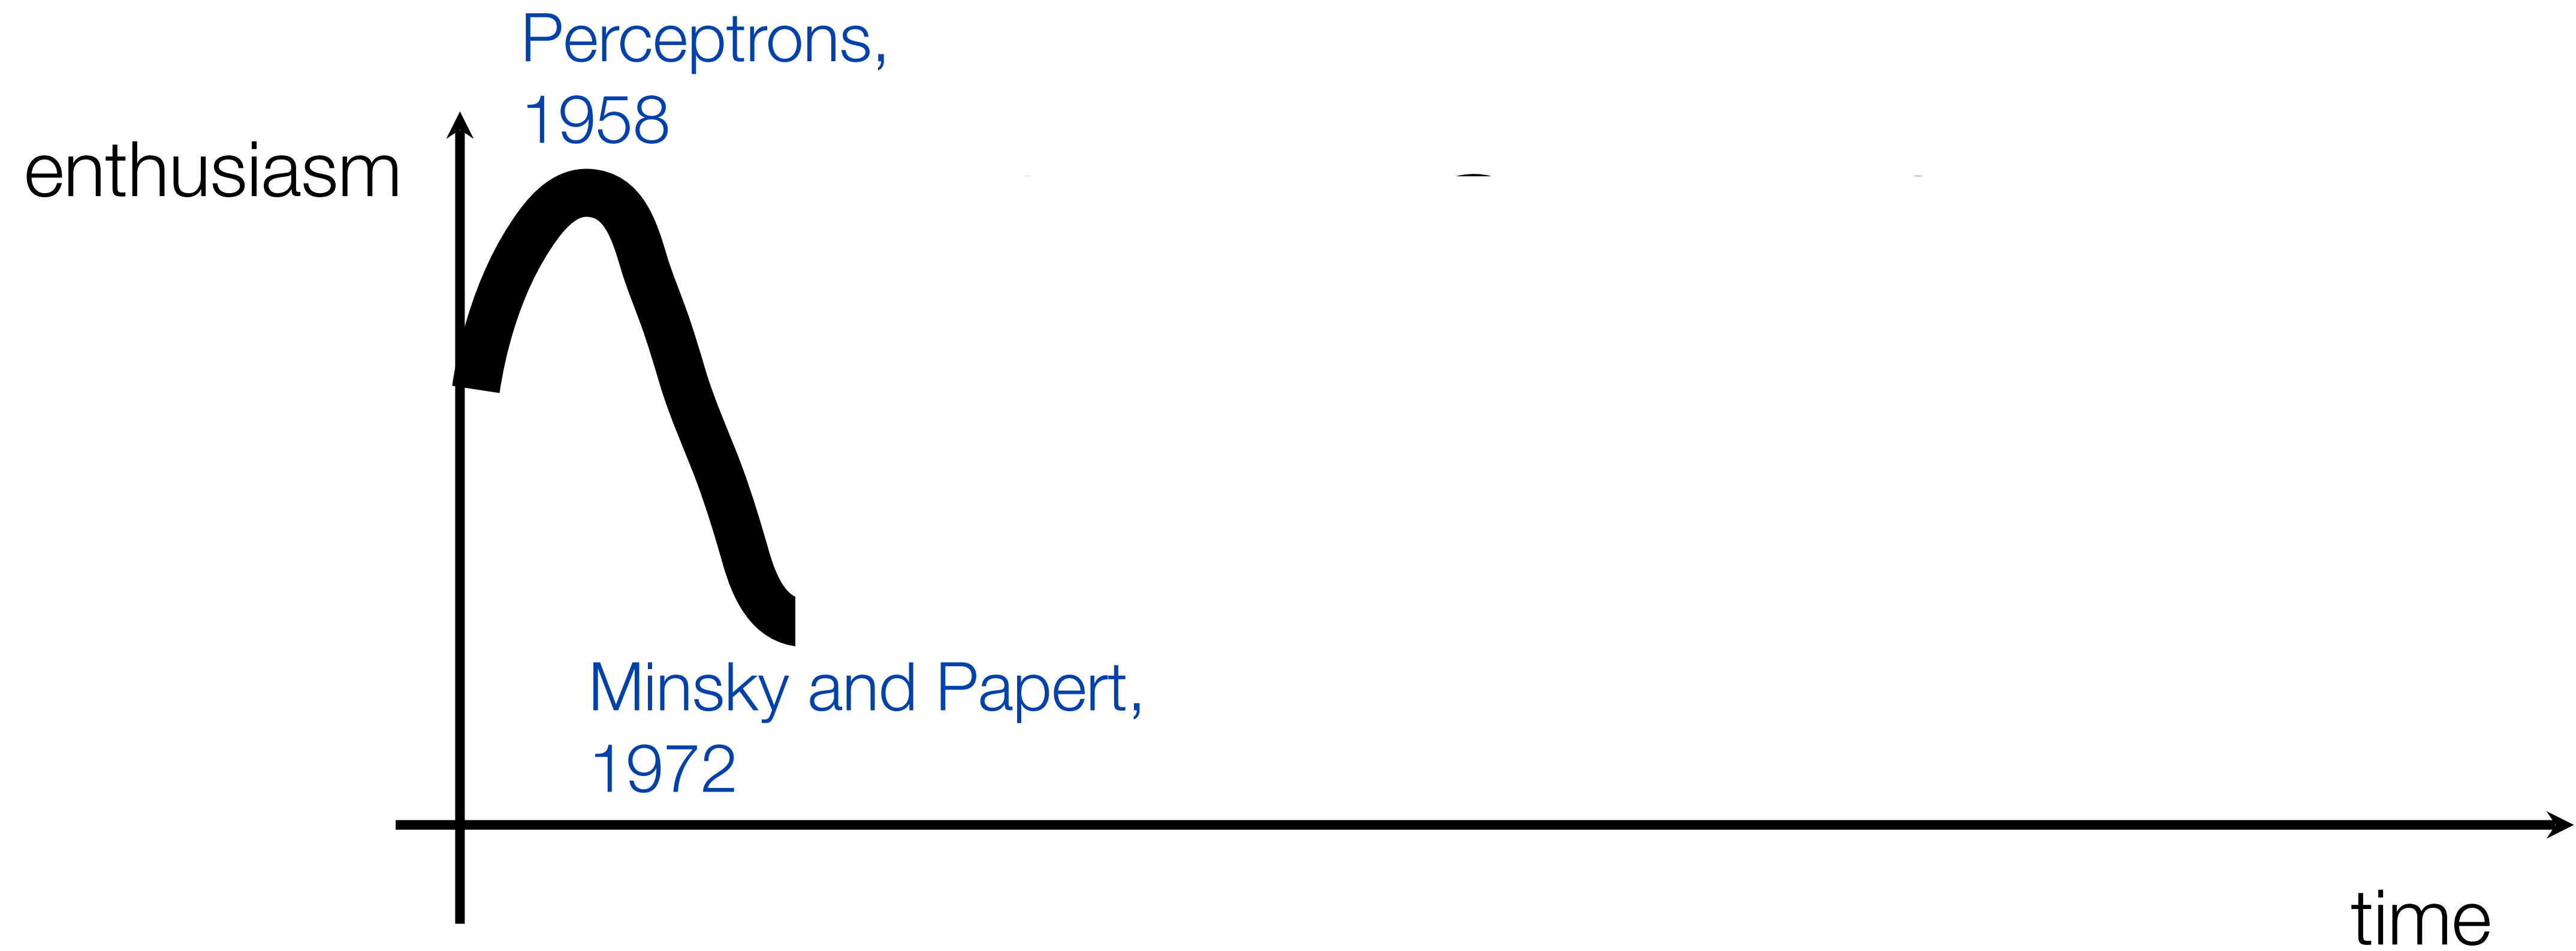 Perceptrons,
1958
enthusiasm
Minsky and Papert,
1972
time